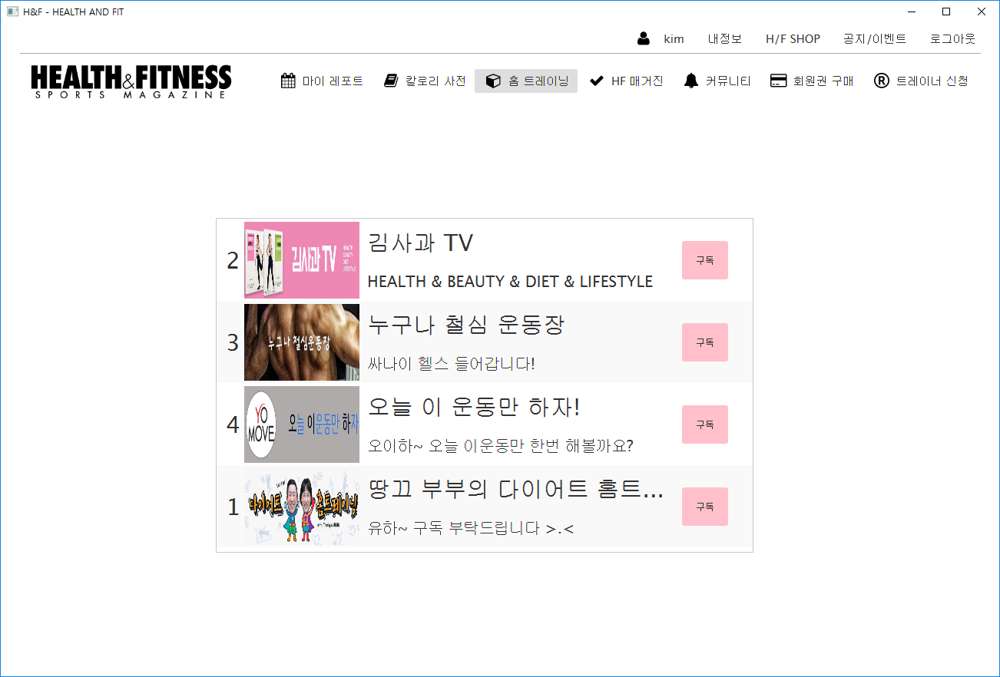 H&F - HEALTH AND FIT
kim 내정보 H/F SHOP 공지/이벤트 로그아웃
HEALTH&FITNESS
SPORTS MAGAZINE
마이 레포트 칼로리 사전 홈 트레이닝 HF 매거진 커뮤니티 회원권 구매 ® 트레이너 신청
2
김사과 TV
HEALTH
BEAUTY
DIET
LIFESTYLE
김사과 TV
HEALTH & BEAUTY & DIET & LIFESTYLE
구독
3
누구나 철심운동장
누구나 철심 운동장
싸나이 헬스 들어갑니다!
구독
4
YO
MOVE
오늘 이운동만 하자
오늘 이 운동만 하자!
오이하~ 오늘 이운동만 한번 해볼까요?
구독
1
다이어트 홈트레이닝
땅끄 부부의 다이어트 홈트...
유하~ 구독 부탁드립니다 >.<
구독